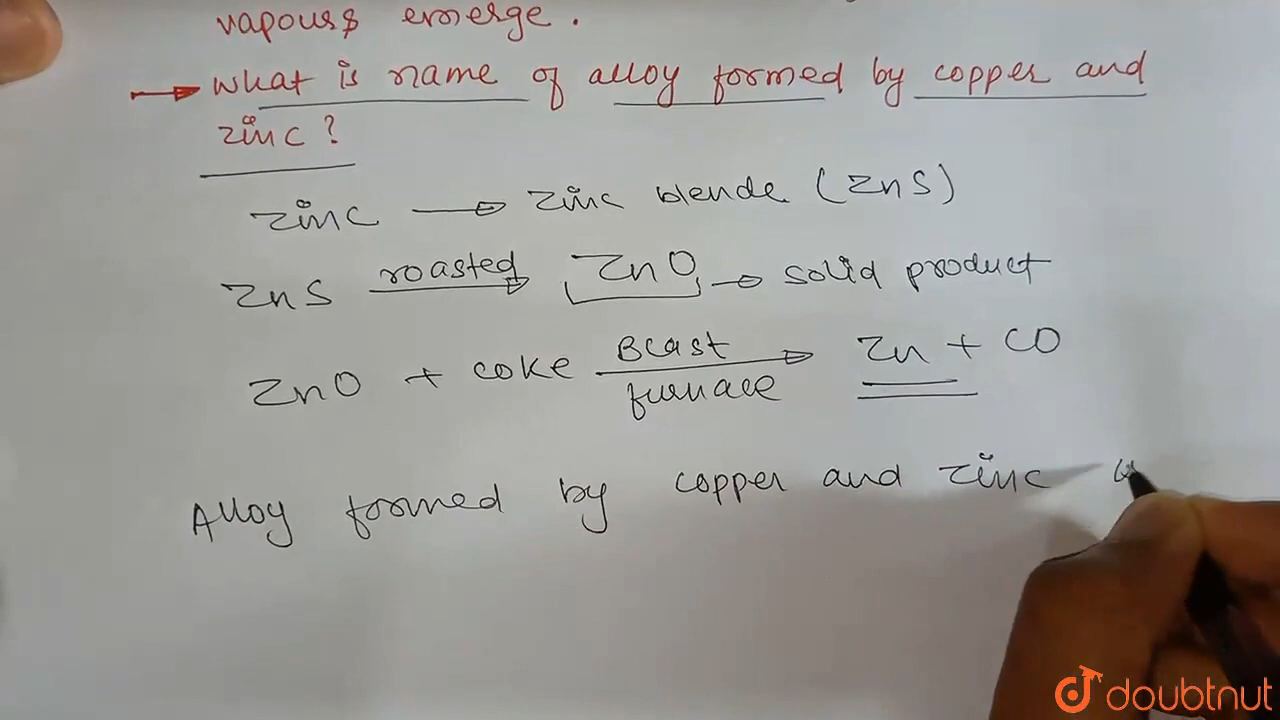 vapours emerge.
→ What is name of alloy formed by copper and
zinc?
zinc → zinc blende (ZnS)
ZnS roasted → ZnO → solid product
ZnO + coke Blast furnace → Zn + CO
Alloy formed by copper and zinc
doubtnut